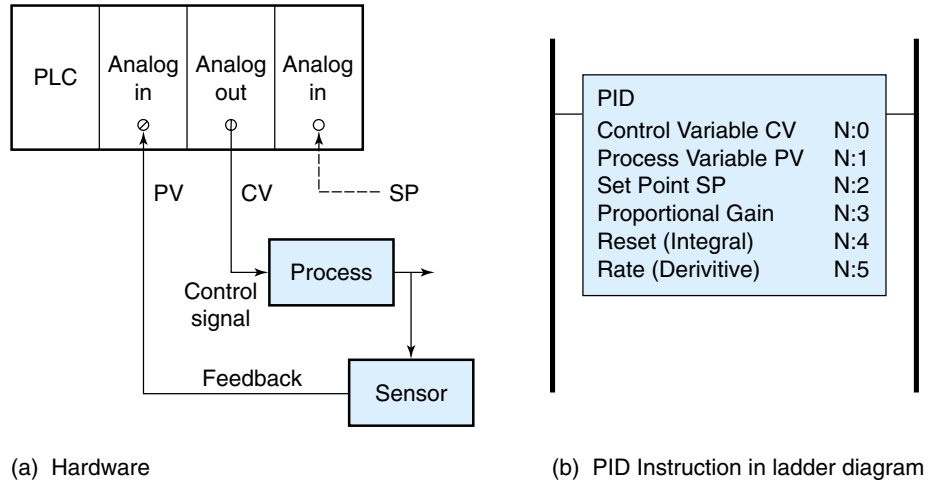 PLC
Analog
in
Analog
out
Analog
in
PV
CV
SP
Process
Control
signal
Feedback
Sensor
(a) Hardware
PID
Control Variable CV N:0
Process Variable PV N:1
Set Point SP N:2
Proportional Gain N:3
Reset (Integral) N:4
Rate (Derivitive) N:5
(b) PID Instruction in ladder diagram